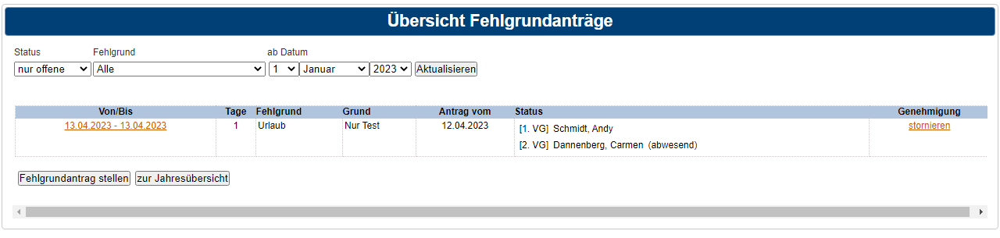 Übersicht Fehlgrundanträge
Status Fehlgrund ab Datum
nur offene Alle 1 Januar 2023 Aktualisieren
Von/Bis Tage Fehlgrund Grund Antrag vom Status Genehmigung
13.04.2023 - 13.04.2023 1 Urlaub Nur Test 12.04.2023 [1. VG] Schmidt, Andy stornieren
[2. VG] Dannenberg, Carmen (abwesend)
Fehlgrundantrag stellen zur Jahresübersicht